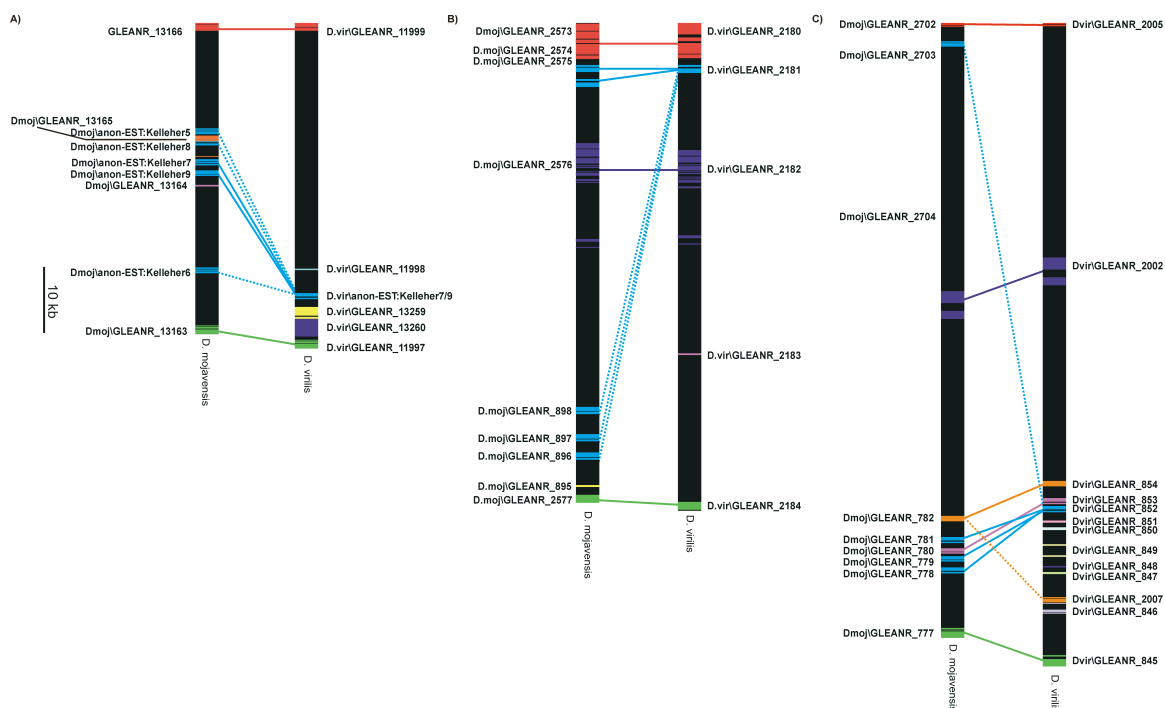 A)
GLEANR_13166
D.vir\GLEANR_11999
Dmoj\GLEANR_13165
Dmoj\anon-EST:Kelleher5
Dmoj\anon-EST:Kelleher8
Dmoj\anon-EST:Kelleher7
Dmoj\anon-EST:Kelleher9
Dmoj\GLEANR_13164
Dmoj\anon-EST:Kelleher6
Dmoj\GLEANR_13163
10 kb
D.vir\GLEANR_11998
D.vir\anon-EST:Kelleher7/9
D.vir\GLEANR_13259
D.vir\GLEANR_13260
D.vir\GLEANR_11997
D. mojavensis
D. virilis
B)
Dmoj\GLEANR_2573
D.moj\GLEANR_2574
D.moj\GLEANR_2575
D.moj\GLEANR_2576
D.moj\GLEANR_898
D.moj\GLEANR_897
D.moj\GLEANR_896
D.moj\GLEANR_895
D.moj\GLEANR_2577
D.vir\GLEANR_2180
D.vir\GLEANR_2181
D.vir\GLEANR_2182
D.vir\GLEANR_2183
D.vir\GLEANR_2184
D. mojavensis
D. virilis
C)
Dmoj\GLEANR_2702
Dmoj\GLEANR_2703
Dmoj\GLEANR_2704
Dmoj\GLEANR_782
Dmoj\GLEANR_781
Dmoj\GLEANR_780
Dmoj\GLEANR_779
Dmoj\GLEANR_778
Dmoj\GLEANR_777
Dvir\GLEANR_2005
Dvir\GLEANR_2002
Dvir\GLEANR_854
Dvir\GLEANR_853
Dvir\GLEANR_852
Dvir\GLEANR_851
Dvir\GLEANR_850
Dvir\GLEANR_849
Dvir\GLEANR_848
Dvir\GLEANR_847
Dvir\GLEANR_2007
Dvir\GLEANR_846
Dvir\GLEANR_845
D. mojavensis
D. virilis